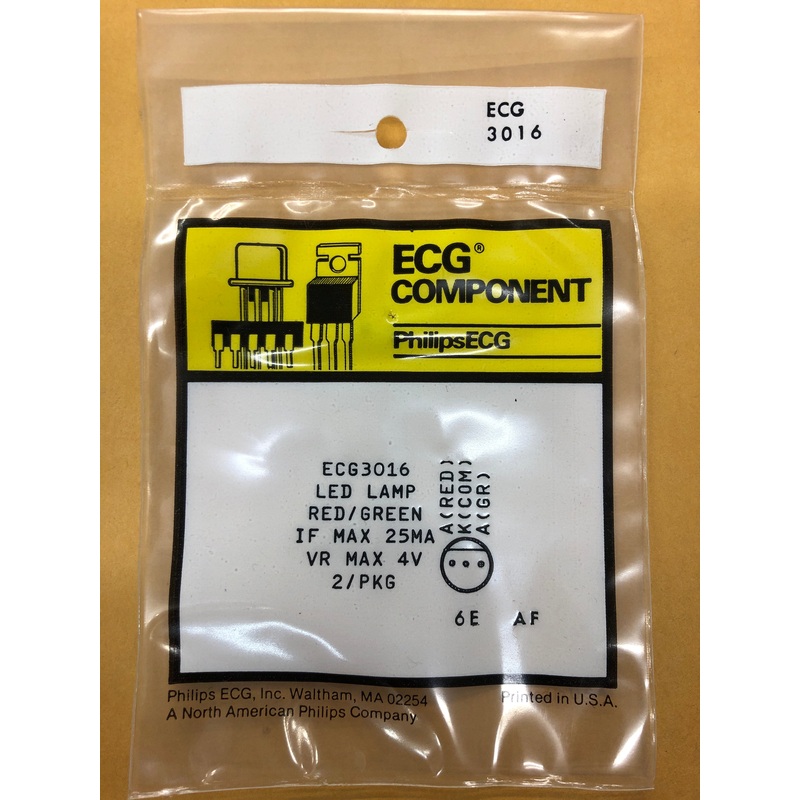 ECG
3016
ECG®
COMPONENT
PhilipsECG
ECG3016
LED LAMP
RED/GREEN
IF MAX 25MA
VR MAX 4V
2/PKG
A(RED)
K(COM)
A(GR)
6E AF
Philips ECG, Inc. Waltham, MA 02254
A North American Philips Company
Printed in U.S.A.